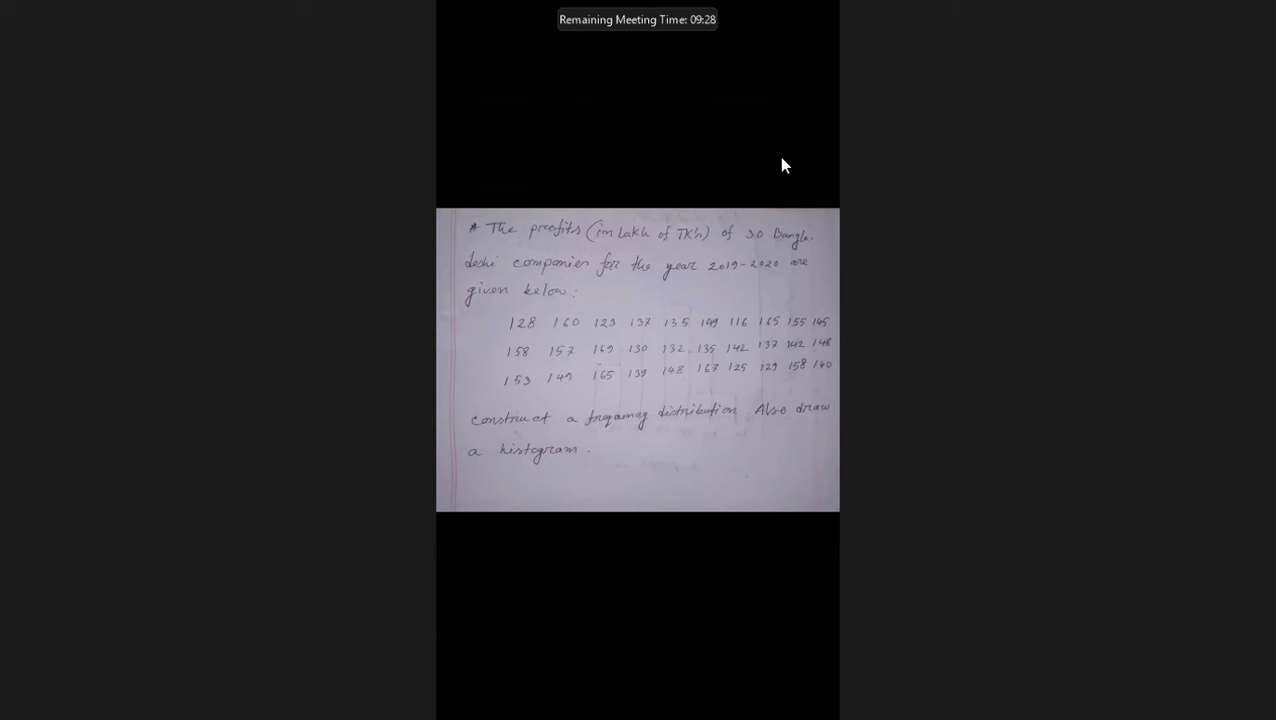 Remaining Meeting Time: 09:28
* The profits (in lakh of TK's) of 30 Bangla-
deshi companies for the year 2019-2020 are
given below:
128 160 123 137 135 149 116 165 155 145
158 157 169 130 132 135 142 137 142 148
153 149 165 139 148 167 125 129 158 140
construct a distribution Also draw
a histogram.